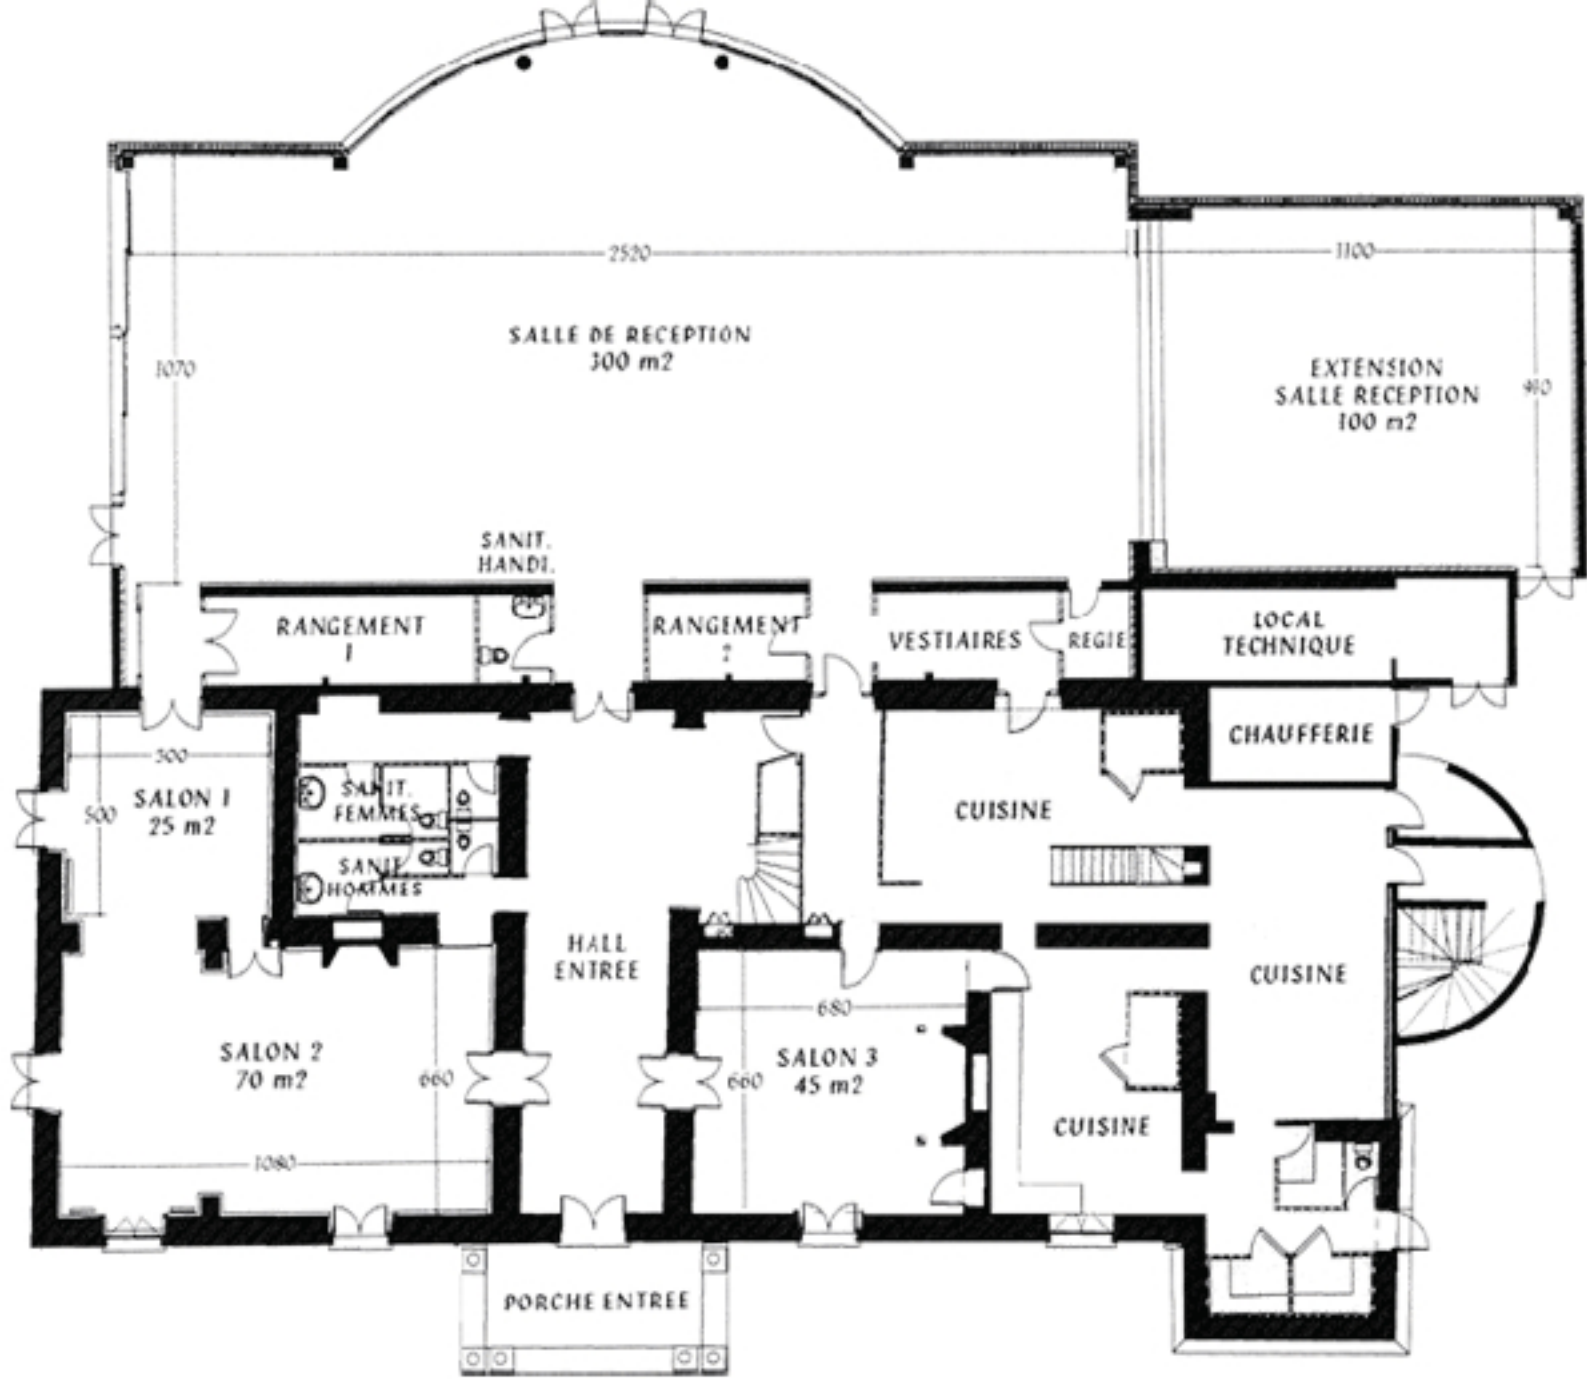 2520
1100
SALLE DE RECEPTION
300 m2
1070
EXTENSION
SALLE RECEPTION
100 m2
910
SANIT.
HANDI.
RANGEMENT
1
RANGEMENT
2
VESTIAIRES
REGIE
LOCAL
TECHNIQUE
CHAUFFERIE
500
500
SALON 1
25 m2
SANIT.
FEMMES
SANIT.
HOMMES
CUISINE
HALL
ENTREE
CUISINE
680
SALON 2
70 m2
660
660
SALON 3
45 m2
CUISINE
1080
PORCHE ENTREE